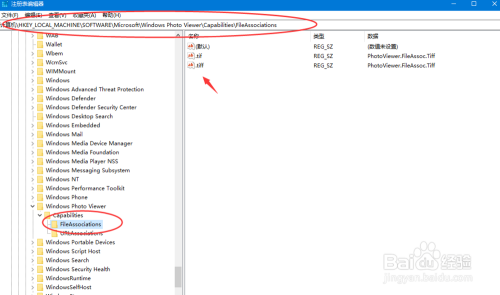 注册表编辑器
文件(F) 编辑(E) 查看(V) 收藏夹(A) 帮助(H)
计算机\HKEY_LOCAL_MACHINE\SOFTWARE\Microsoft\Windows Photo Viewer\Capabilities\FileAssociations
WAB
Wallet
Wbem
WcmSvc
WIMMount
Windows
Windows Advanced Threat Protection
Windows Defender
Windows Defender Security Center
Windows Desktop Search
Windows Embedded
Windows Mail
Windows Media Device Manager
Windows Media Foundation
Windows Media Player NSS
Windows Messaging Subsystem
Windows NT
Windows Performance Toolkit
Windows Phone
Windows Photo Viewer
Capabilities
FileAssociations
URLAssociations
Windows Portable Devices
Windows Script Host
Windows Search
Windows Security Health
WindowsRuntime
WindowsSelfHost
名称 类型 数据
(默认) REG_SZ (数值未设置)
.tif REG_SZ PhotoViewer.FileAssoc.Tiff
.tiff REG_SZ PhotoViewer.FileAssoc.Tiff
Baidu 经验
jingyan.baidu.com